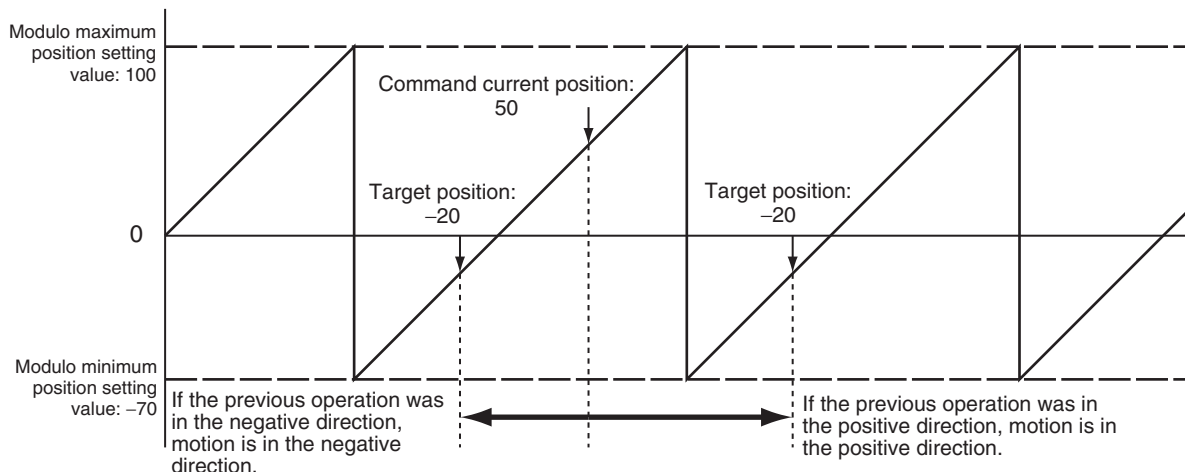 Modulo maximum
position setting
value: 100
Command current position:
50
Target position:
−20
Target position:
−20
0
Modulo minimum
position setting
value: −70
If the previous operation was
in the negative direction,
motion is in the negative
direction.
If the previous operation was in
the positive direction, motion is in
the positive direction.